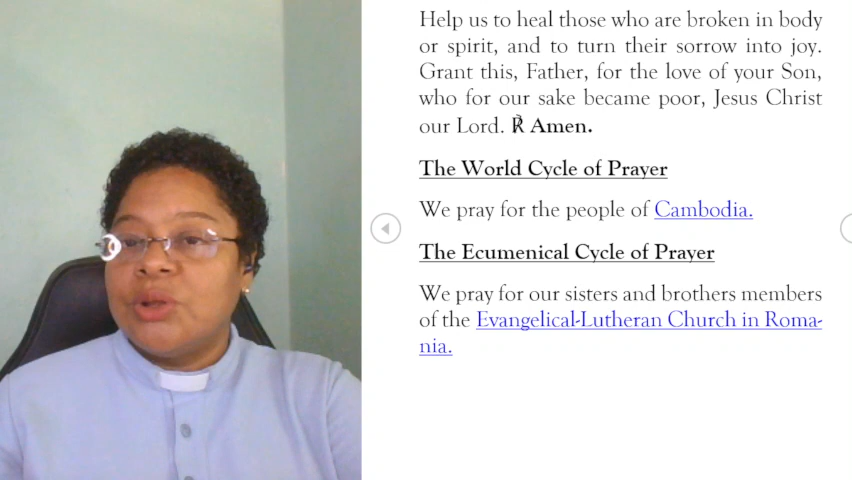 Help us to heal those who are broken in body
or spirit, and to turn their sorrow into joy.
Grant this, Father, for the love of your Son,
who for our sake became poor, Jesus Christ
our Lord. ℟ Amen.
The World Cycle of Prayer
We pray for the people of Cambodia.
The Ecumenical Cycle of Prayer
We pray for our sisters and brothers members
of the Evangelical-Lutheran Church in Roma-
nia.